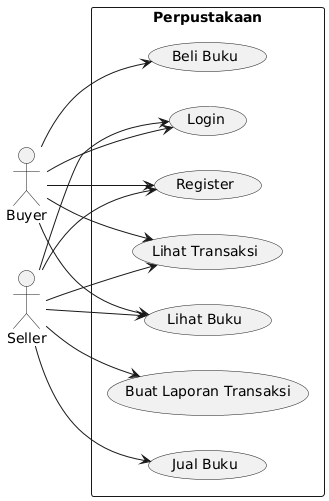 Perpustakaan
Beli Buku
Login
Register
Buyer
Lihat Transaksi
Lihat Buku
Seller
Buat Laporan Transaksi
Jual Buku